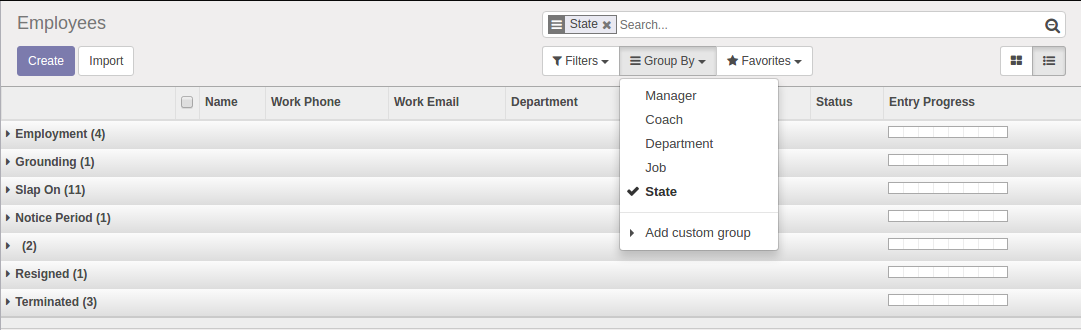 Employees
State Search...
Create Import Filters Group By Favorites
Name Work Phone Work Email Department Status Entry Progress
Manager
Coach
Department
Job
State
Add custom group
Employment (4)
Grounding (1)
Slap On (11)
Notice Period (1)
(2)
Resigned (1)
Terminated (3)